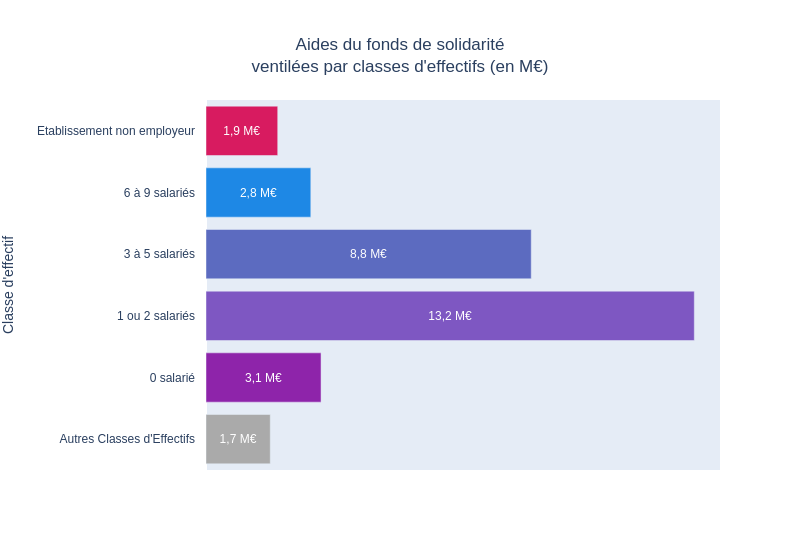 Aides du fonds de solidarité
ventilées par classes d'effectifs (en M€)
Classe d'effectif
Etablissement non employeur
1,9 M€
6 à 9 salariés
2,8 M€
3 à 5 salariés
8,8 M€
1 ou 2 salariés
13,2 M€
0 salarié
3,1 M€
Autres Classes d'Effectifs
1,7 M€